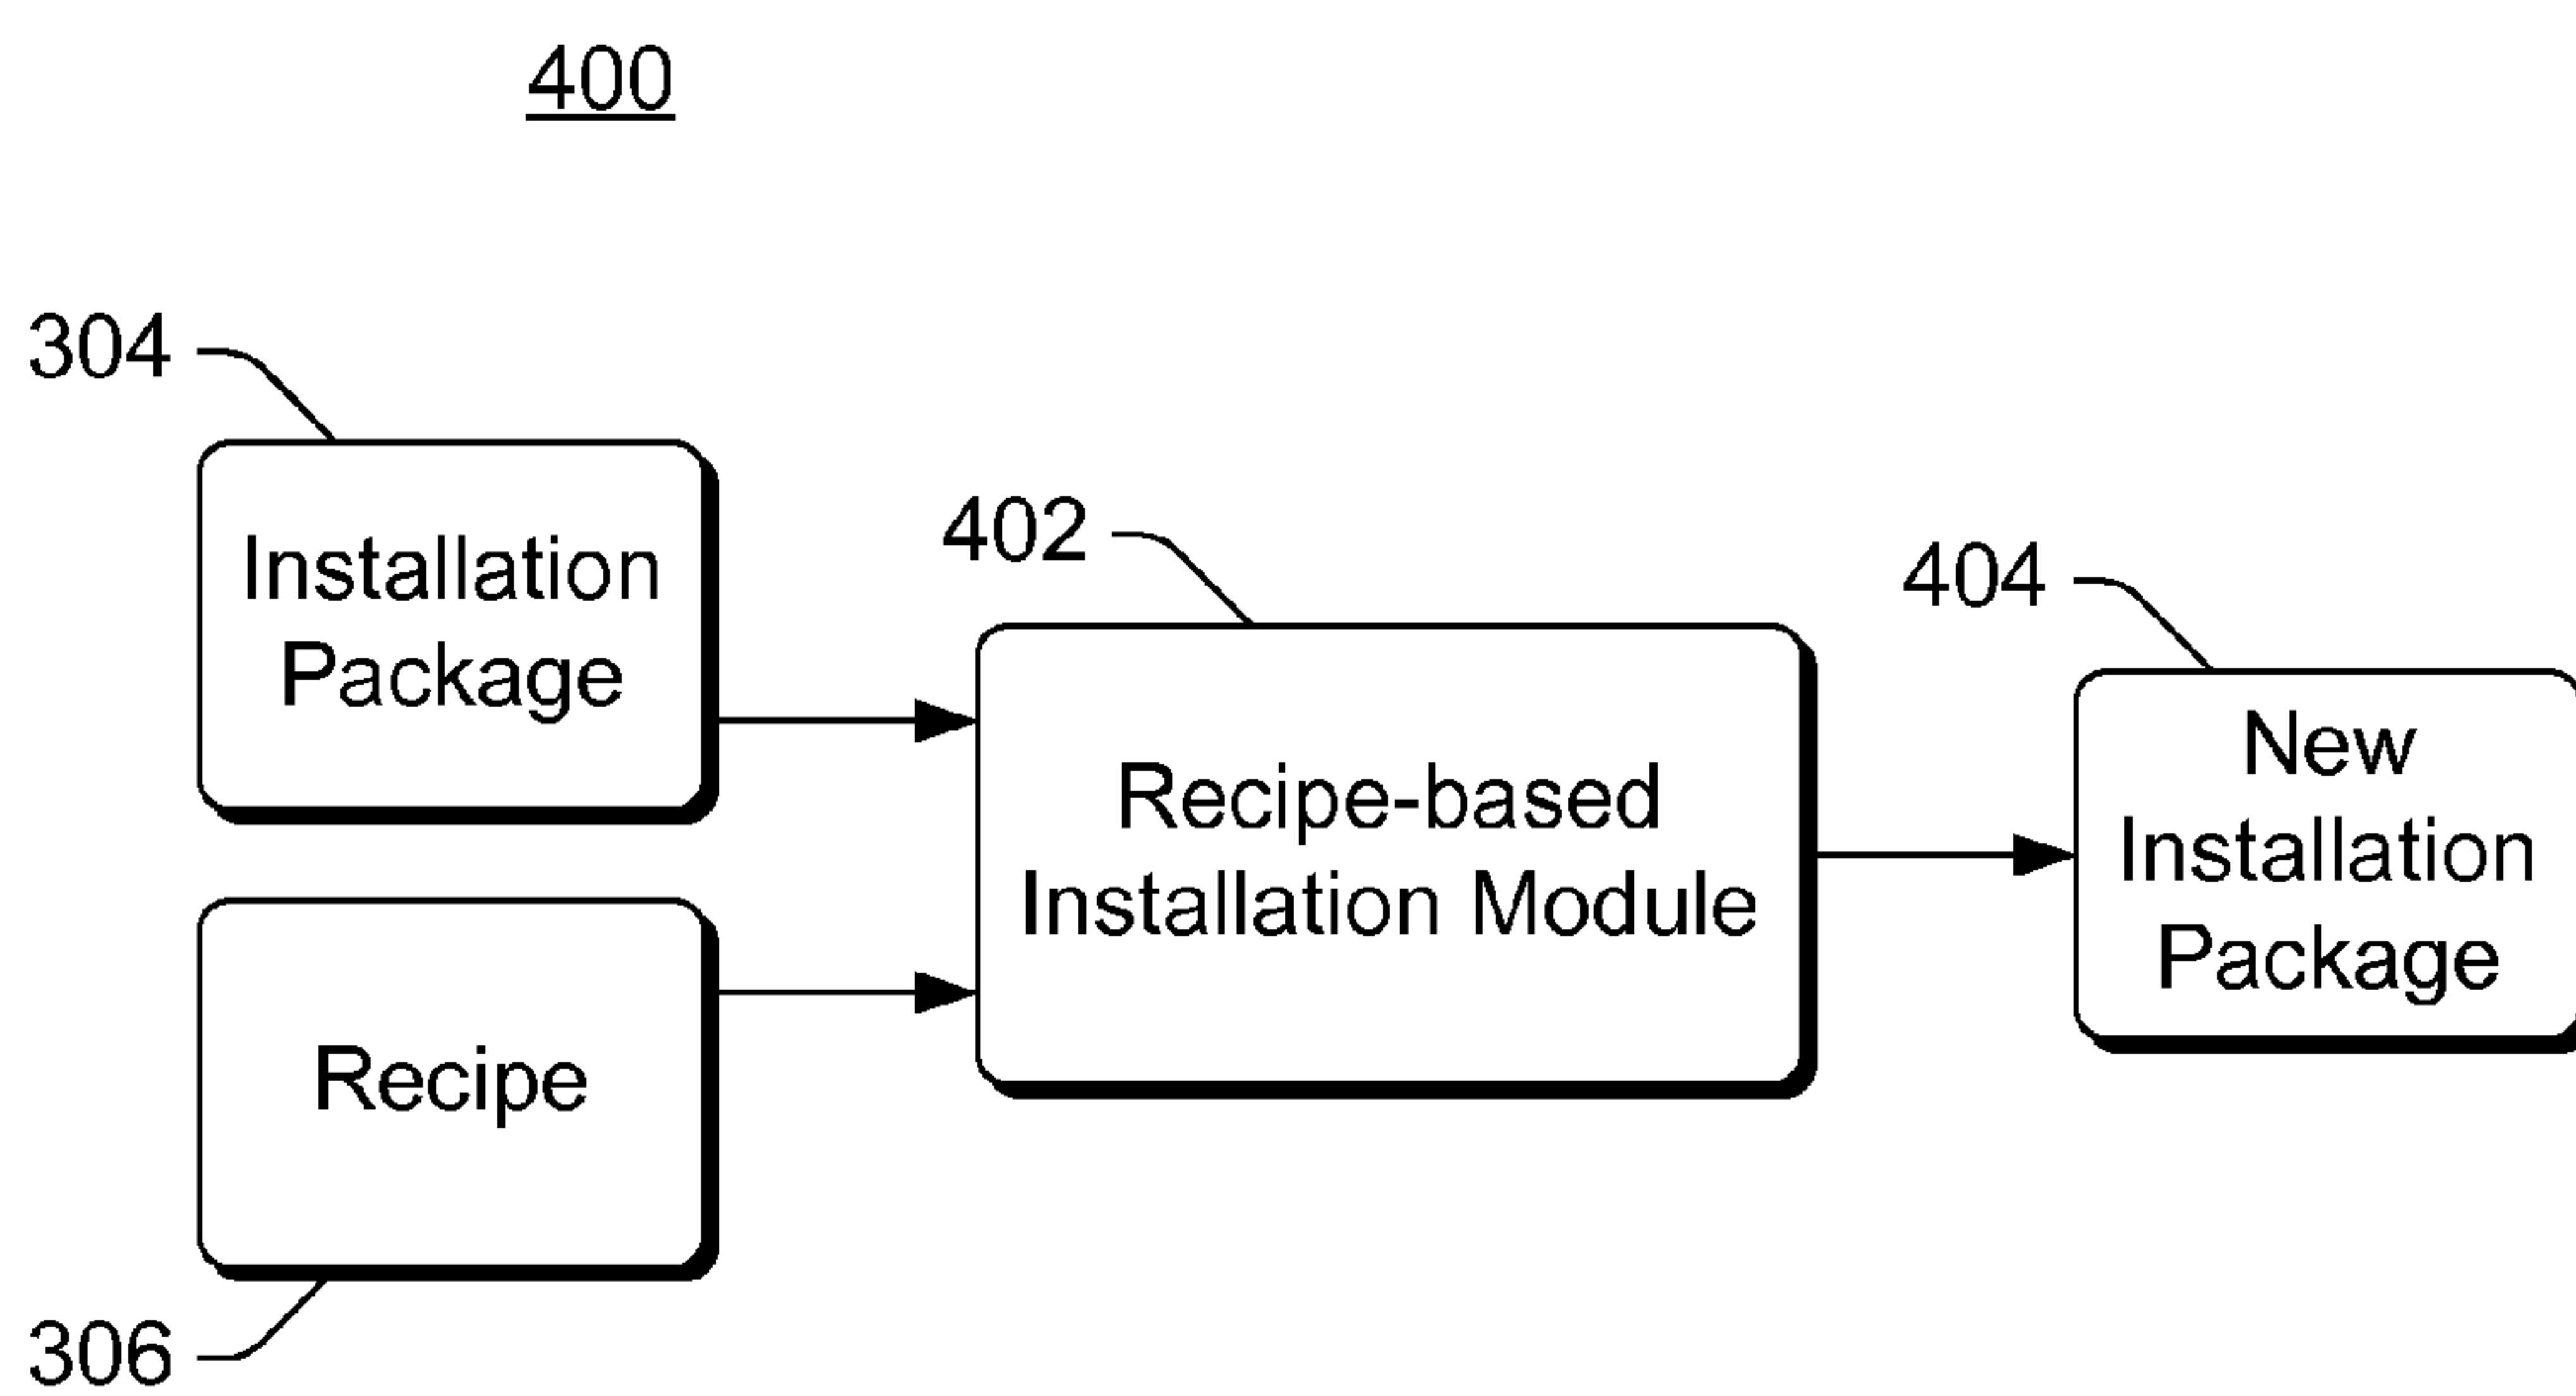 400
304
Installation
Package
402
Recipe-based
Installation Module
404
New
Installation
Package
Recipe
306